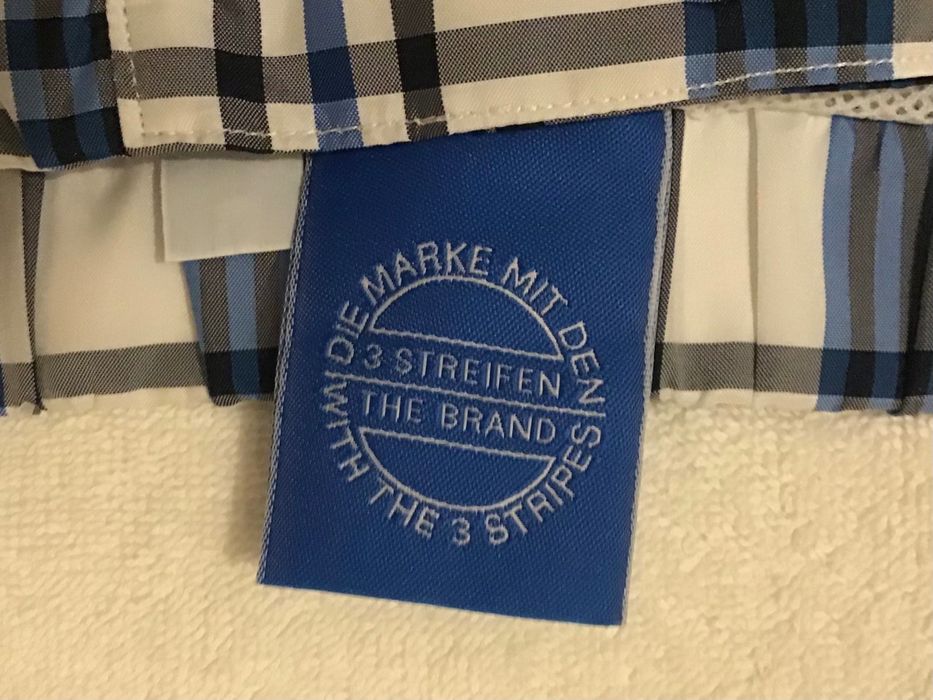 DIE MARKE MIT DEN
3 STREIFEN
THE BRAND
WITH THE 3 STRIPES